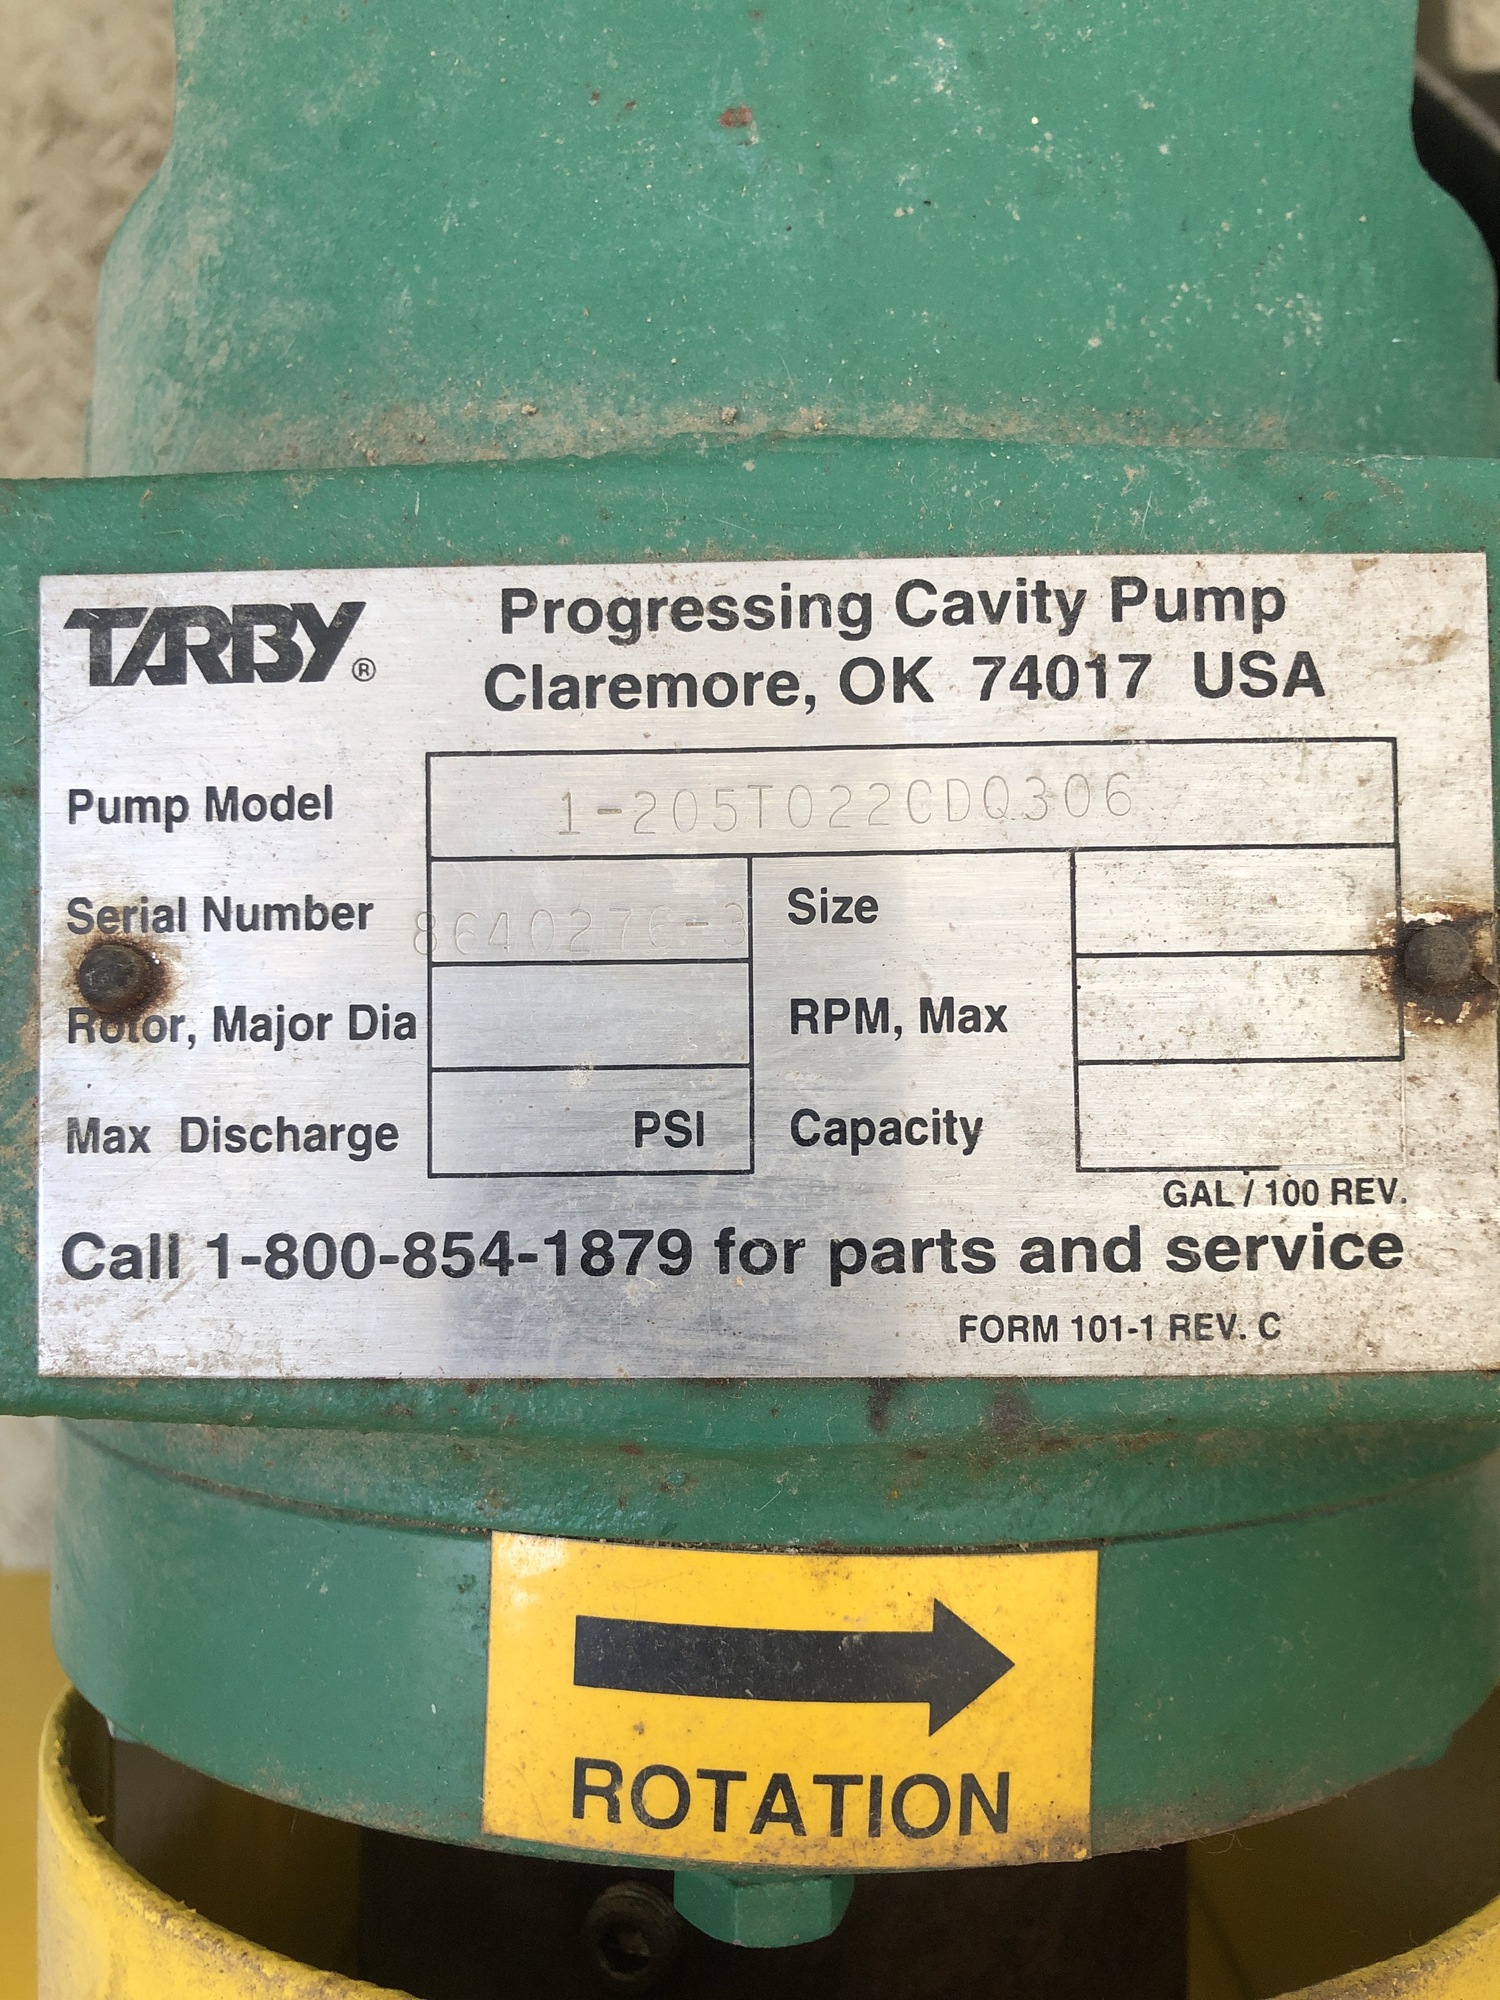 TARBY®
Progressing Cavity Pump
Claremore, OK 74017 USA
Pump Model 1-205T022CDQ306
Serial Number 8640276-3 Size
Rotor, Major Dia RPM, Max
Max Discharge PSI Capacity
GAL / 100 REV.
Call 1-800-854-1879 for parts and service
FORM 101-1 REV. C
ROTATION